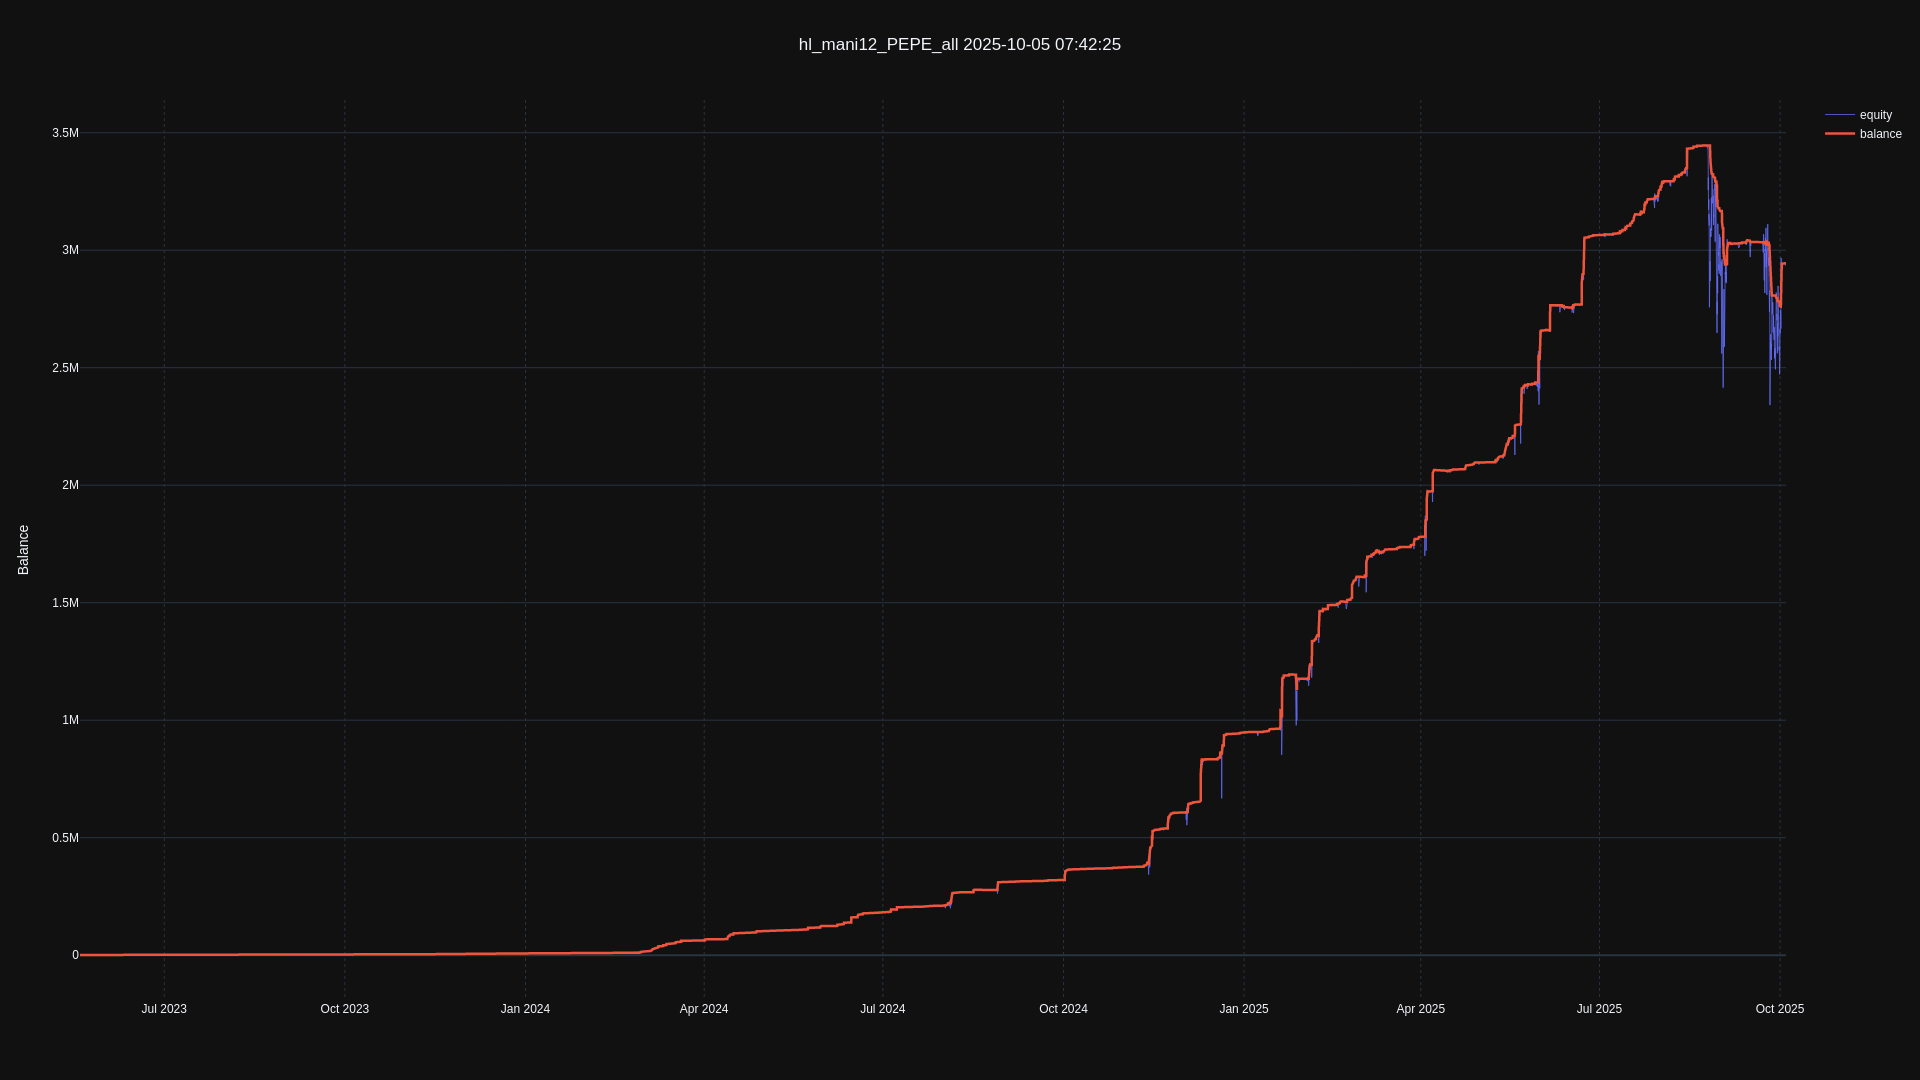 hl_mani12_PEPE_all 2025-10-05 07:42:25
equity
balance
3.5M
3M
2.5M
2M
1.5M
1M
0.5M
0
Balance
Jul 2023
Oct 2023
Jan 2024
Apr 2024
Jul 2024
Oct 2024
Jan 2025
Apr 2025
Jul 2025
Oct 2025